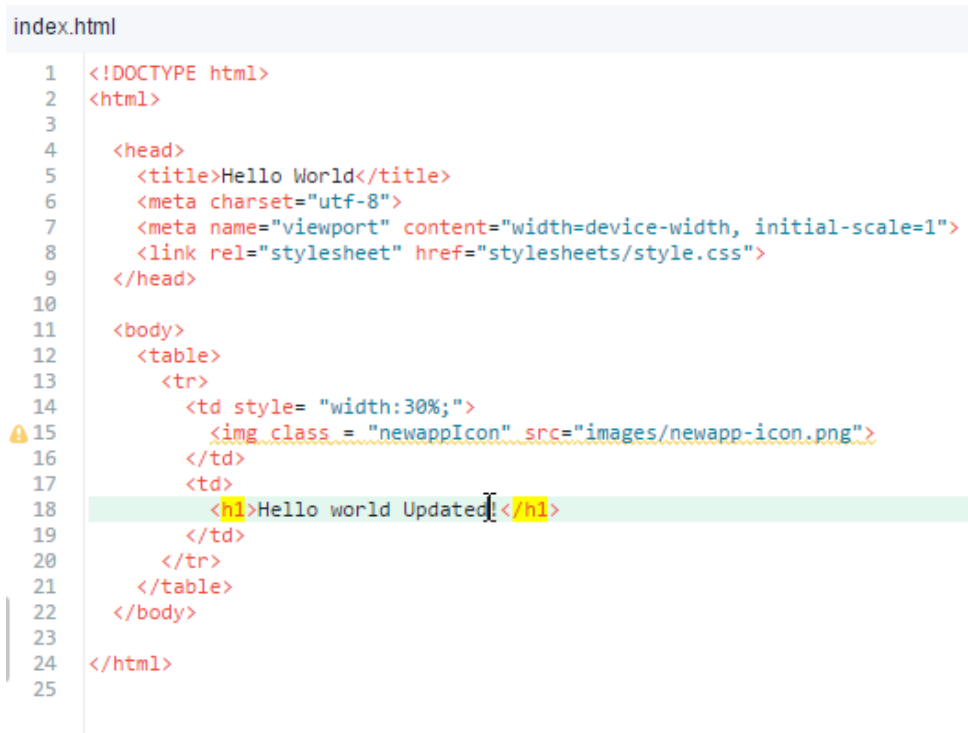 index.html
1 <!DOCTYPE html>
2 <html>
3
4   <head>
5     <title>Hello World</title>
6     <meta charset="utf-8">
7     <meta name="viewport" content="width=device-width, initial-scale=1">
8     <link rel="stylesheet" href="stylesheets/style.css">
9   </head>
10
11   <body>
12     <table>
13       <tr>
14         <td style= "width:30%;">
15           <img class = "newappIcon" src="images/newapp-icon.png">
16         </td>
17         <td>
18           <h1>Hello world Updated!</h1>
19         </td>
20       </tr>
21     </table>
22   </body>
23
24 </html>
25